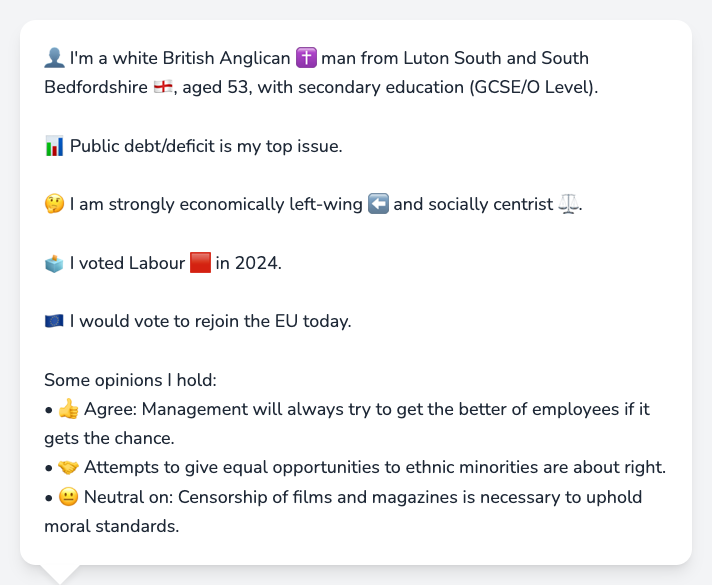 👤 I'm a white British Anglican ✝️ man from Luton South and South
Bedfordshire 🏴󠁧󠁢󠁥󠁮󠁧󠁿, aged 53, with secondary education (GCSE/O Level).
📊 Public debt/deficit is my top issue.
🤔 I am strongly economically left-wing ⬅️ and socially centrist ⚖️.
🗳️ I voted Labour 🟥 in 2024.
🇪🇺 I would vote to rejoin the EU today.
Some opinions I hold:
• 👍 Agree: Management will always try to get the better of employees if it
gets the chance.
• 🤝 Attempts to give equal opportunities to ethnic minorities are about right.
• 😐 Neutral on: Censorship of films and magazines is necessary to uphold
moral standards.